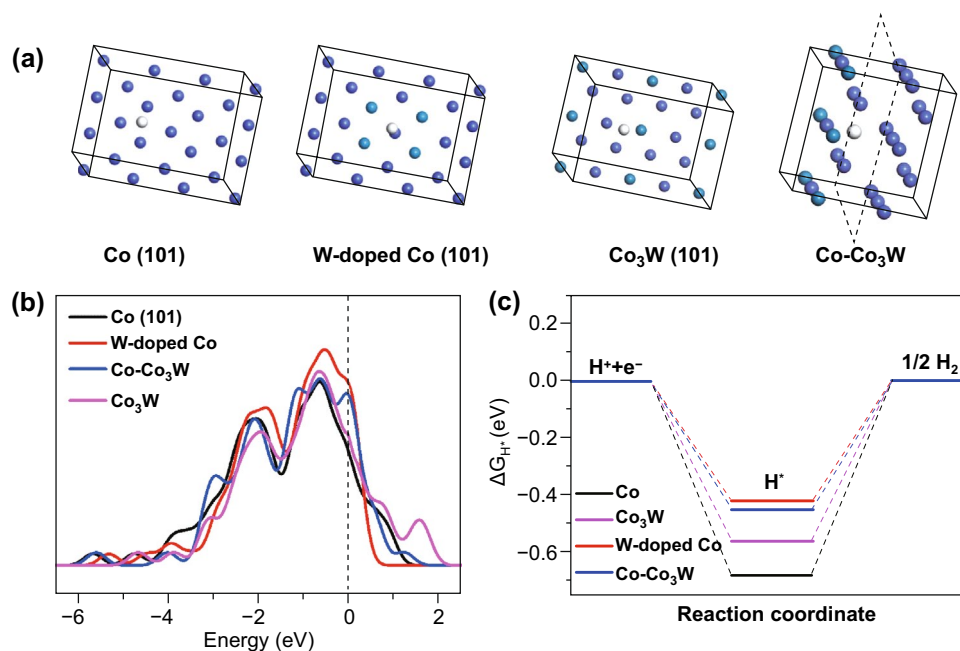 (a)
Co (101)
W-doped Co (101)
Co₃W (101)
Co-Co₃W
(b)
Co (101)
W-doped Co
Co-Co₃W
Co₃W
−6
−4
−2
0
2
Energy (eV)
(c)
0.2
0.0
−0.2
−0.4
−0.6
ΔG_H* (eV)
H⁺+e⁻
1/2 H₂
H*
Co
Co₃W
W-doped Co
Co-Co₃W
Reaction coordinate